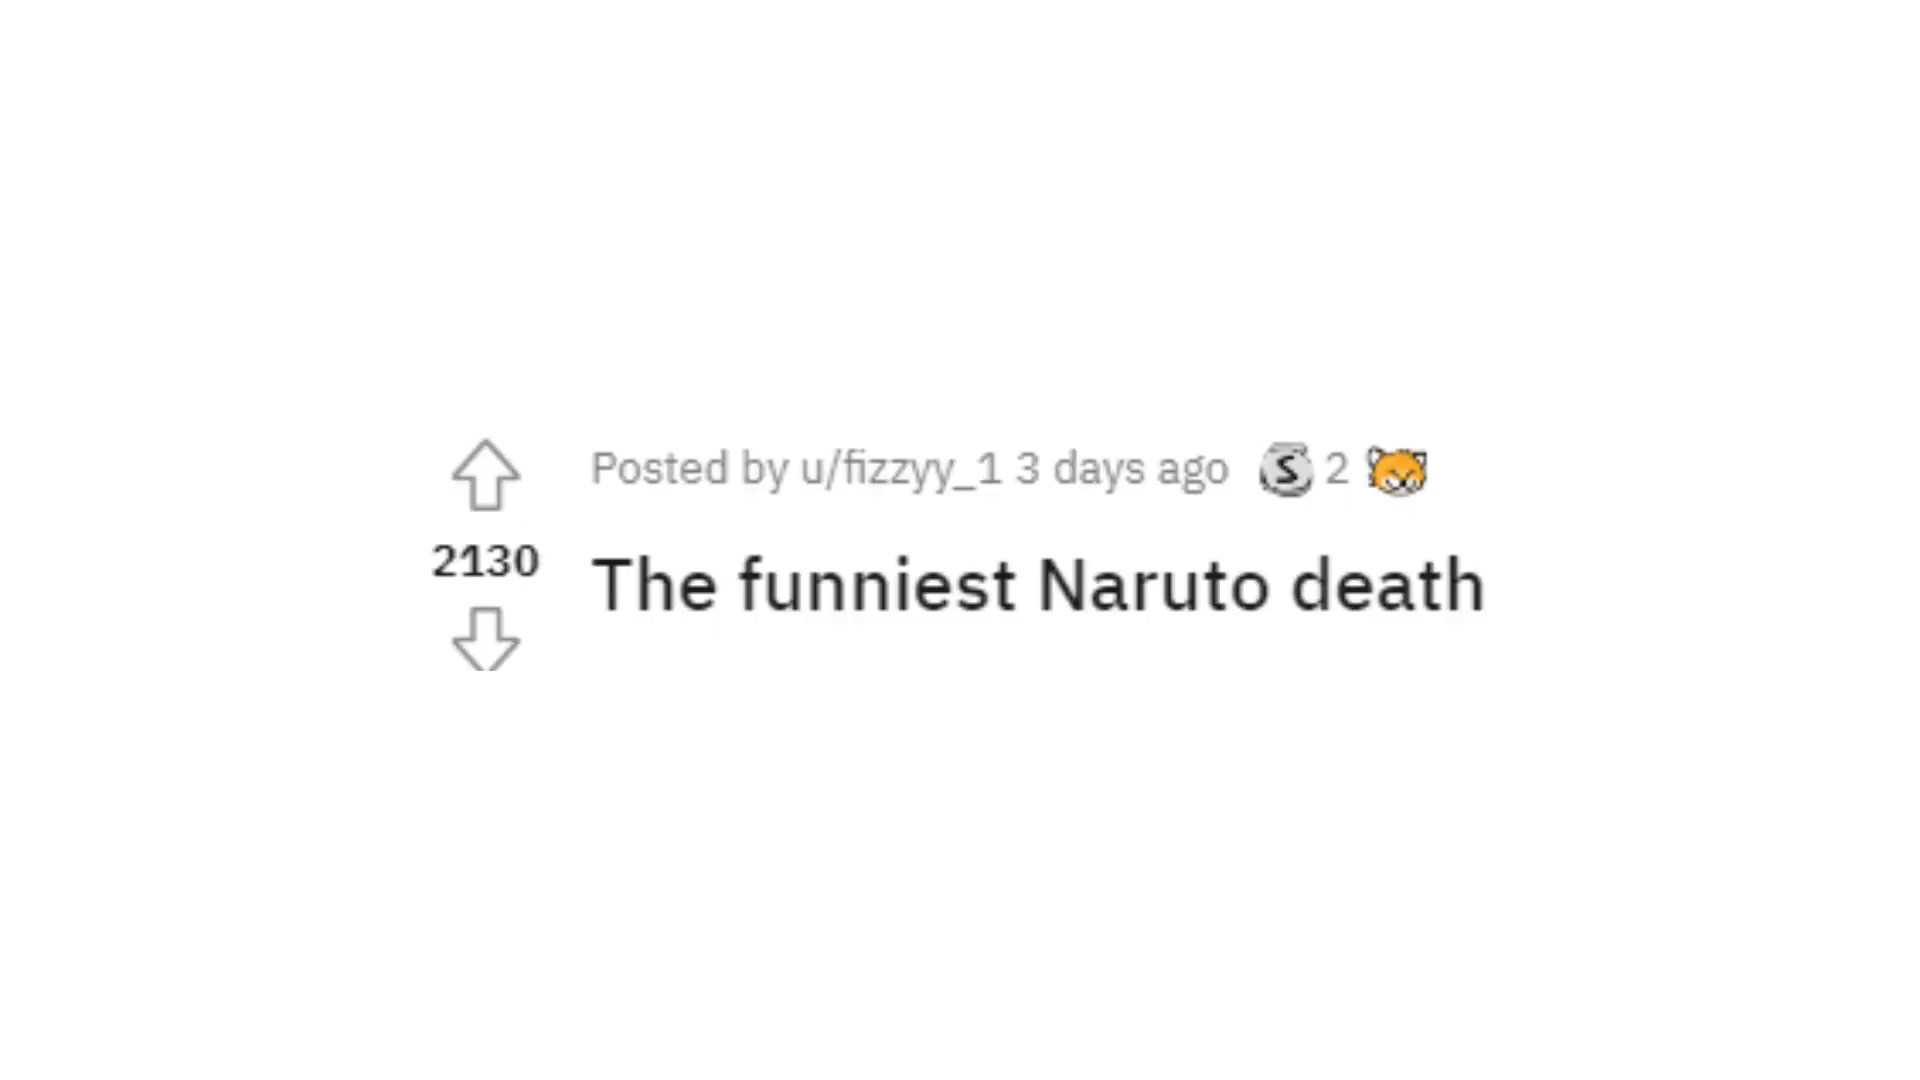 Posted by u/fizzyy_1 3 days ago S 2
2130
The funniest Naruto death